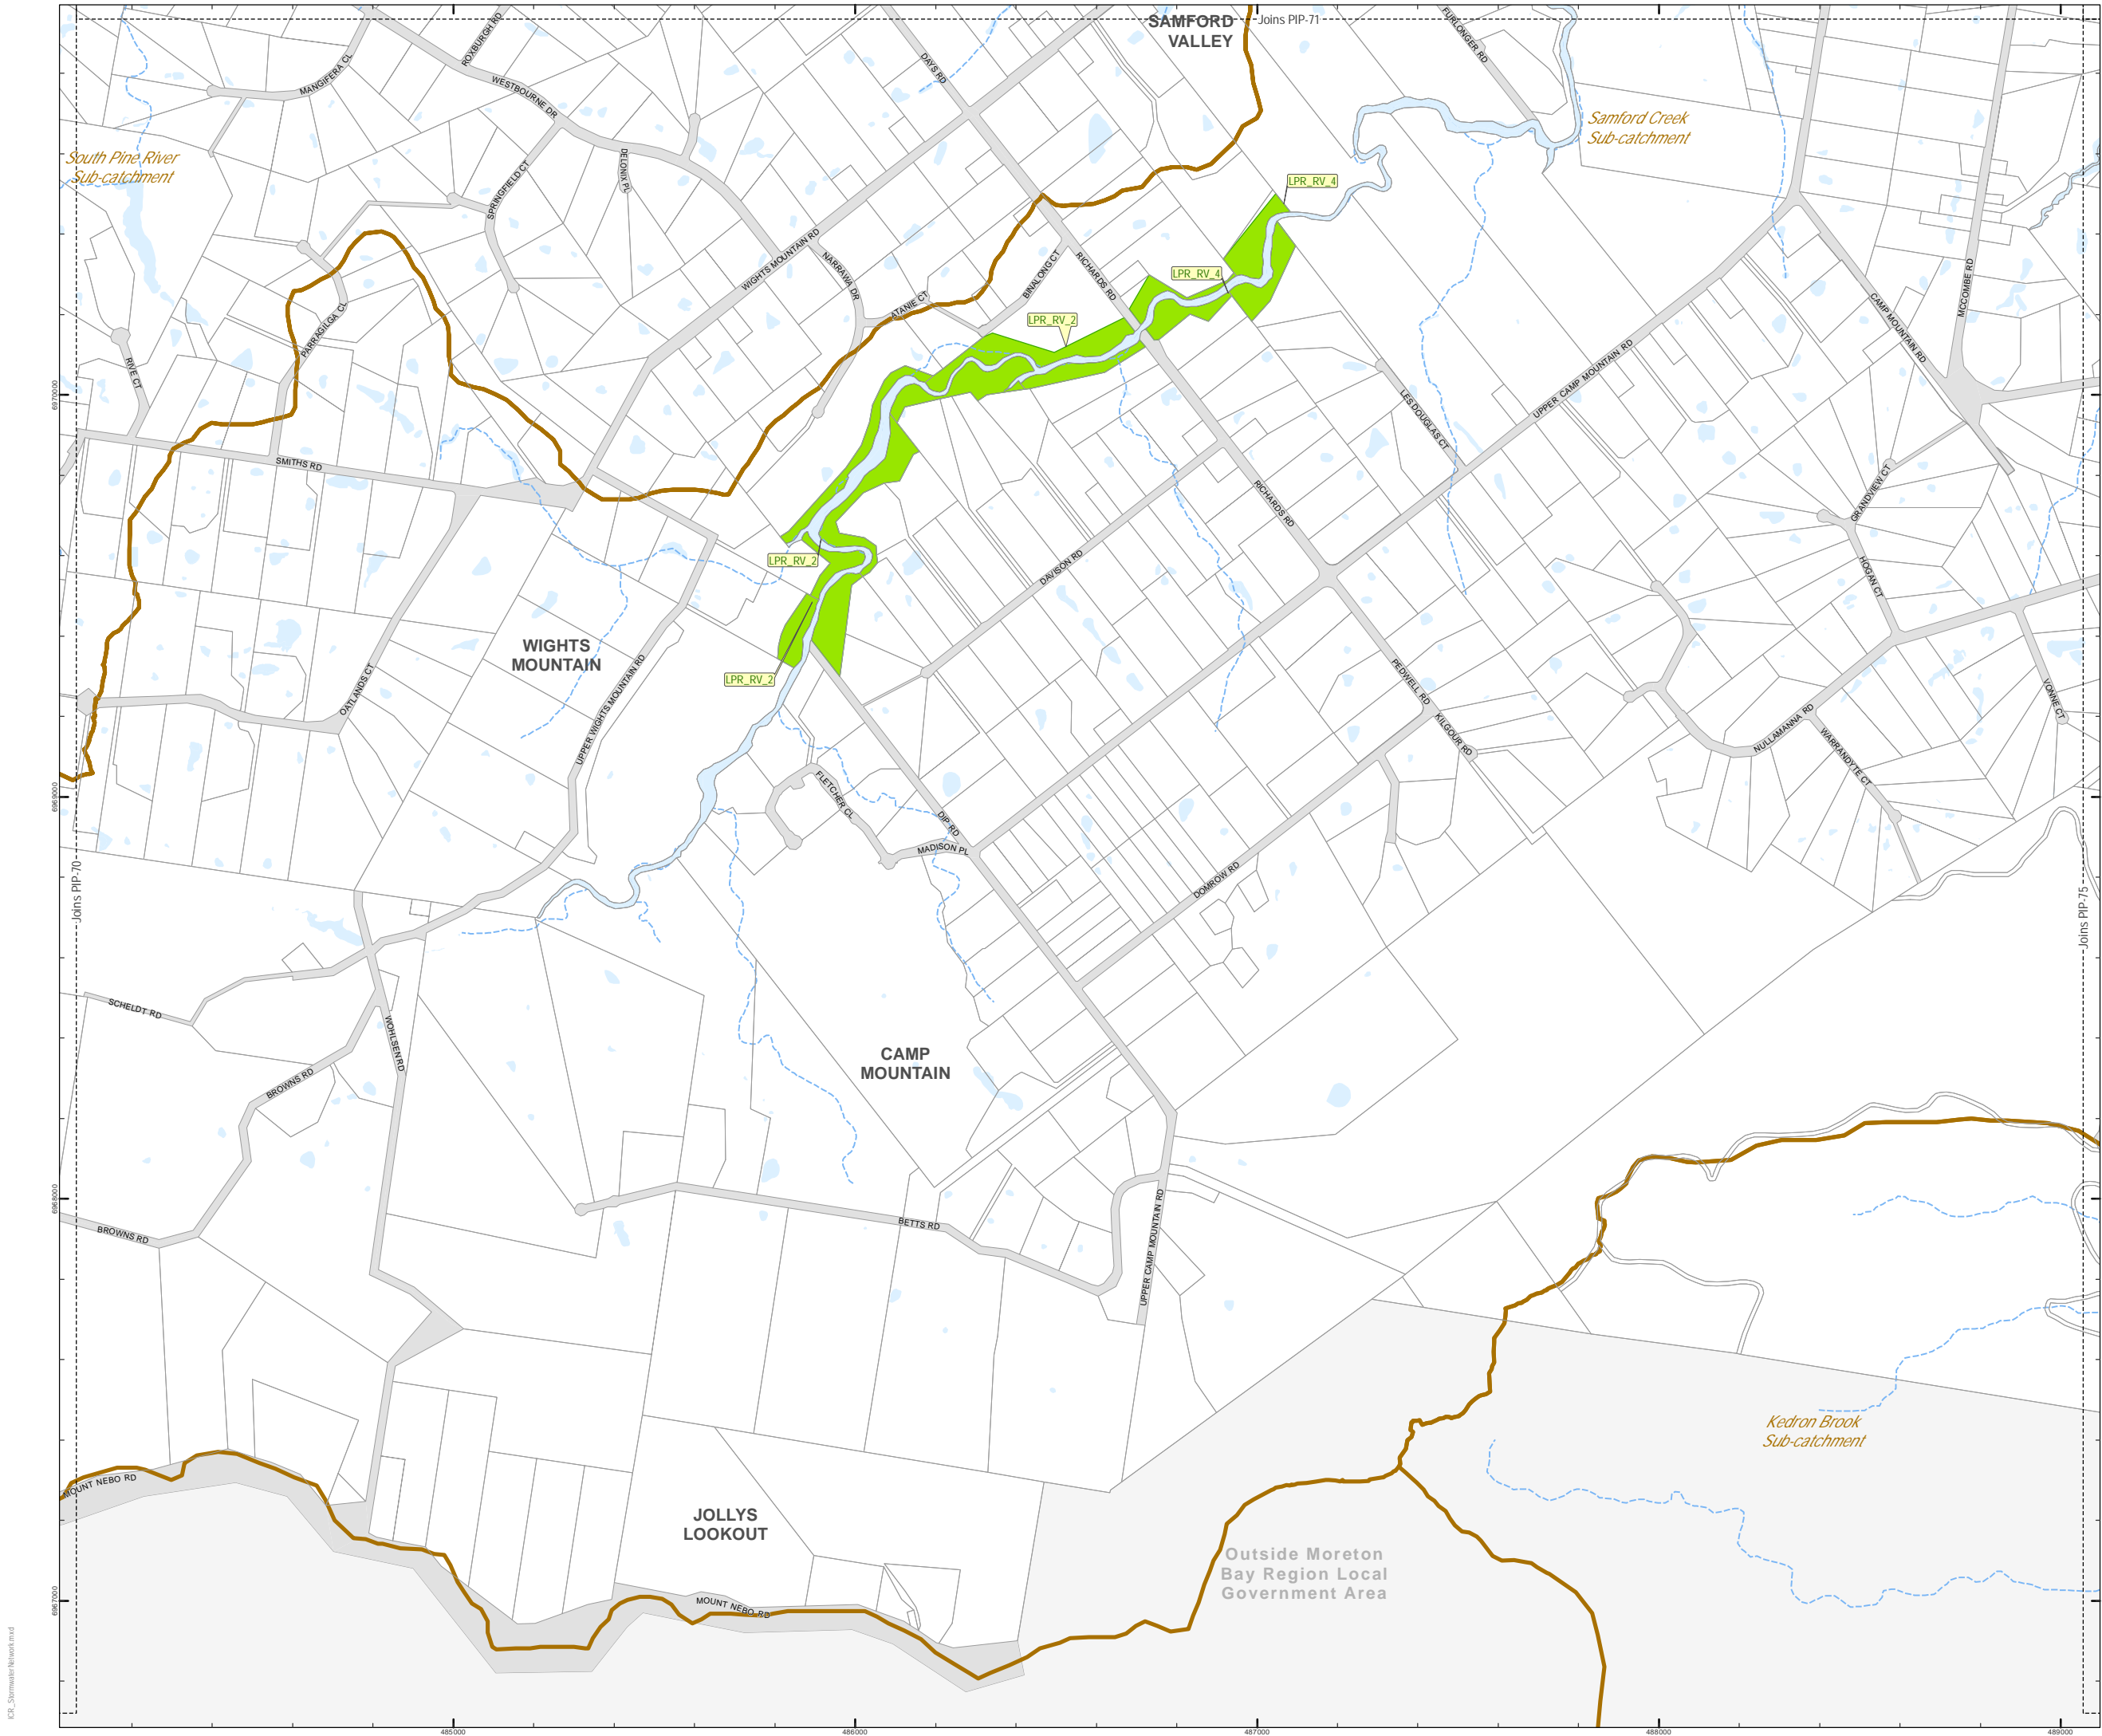 SAMFORD
VALLEY
Joins PIP-71
FURLONGER RD
ROXBURGH RD
DAYS RD
MANGIFERA CL
WESTBOURNE DR
Samford Creek
Sub-catchment
South Pine River
Sub-catchment
DELONIX PL
SPRINGFIELD CT
LPR_RV_4
WIGHTS MOUNTAIN RD
NARRAWA DR
BINALONG CT
RICHARDS RD
LPR_RV_4
MCCOMBE RD
CAMP MOUNTAIN RD
ATANIE CT
LPR_RV_2
PARRAGILGA CL
RIVE CT
UPPER CAMP MOUNTAIN RD
LES DOUGLAS CT
SMITHS RD
RICHARDS RD
GRANDVIEW CT
LPR_RV_2
DAVISON RD
HOGAN CT
WIGHTS
MOUNTAIN
LPR_RV_2
OATLANDS CT
UPPER WIGHTS MOUNTAIN RD
PEDWELL RD
KILGOUR RD
VONNE CT
NULLAMANNA RD
WARRANDYTE CT
FLETCHER CL
DIP RD
MADISON PL
DOMROW RD
Joins PIP-70
Joins PIP-75
SCHELDT RD
WOHLSEN RD
BROWNS RD
CAMP
MOUNTAIN
BROWNS RD
BETTS RD
UPPER CAMP MOUNTAIN RD
Kedron Brook
Sub-catchment
MOUNT NEBO RD
JOLLYS
LOOKOUT
Outside Moreton
Bay Region Local
Government Area
MOUNT NEBO RD
6970000
6969000
6968000
6967000
485000
486000
487000
488000
489000
ICR_StormwaterNetwork.mxd